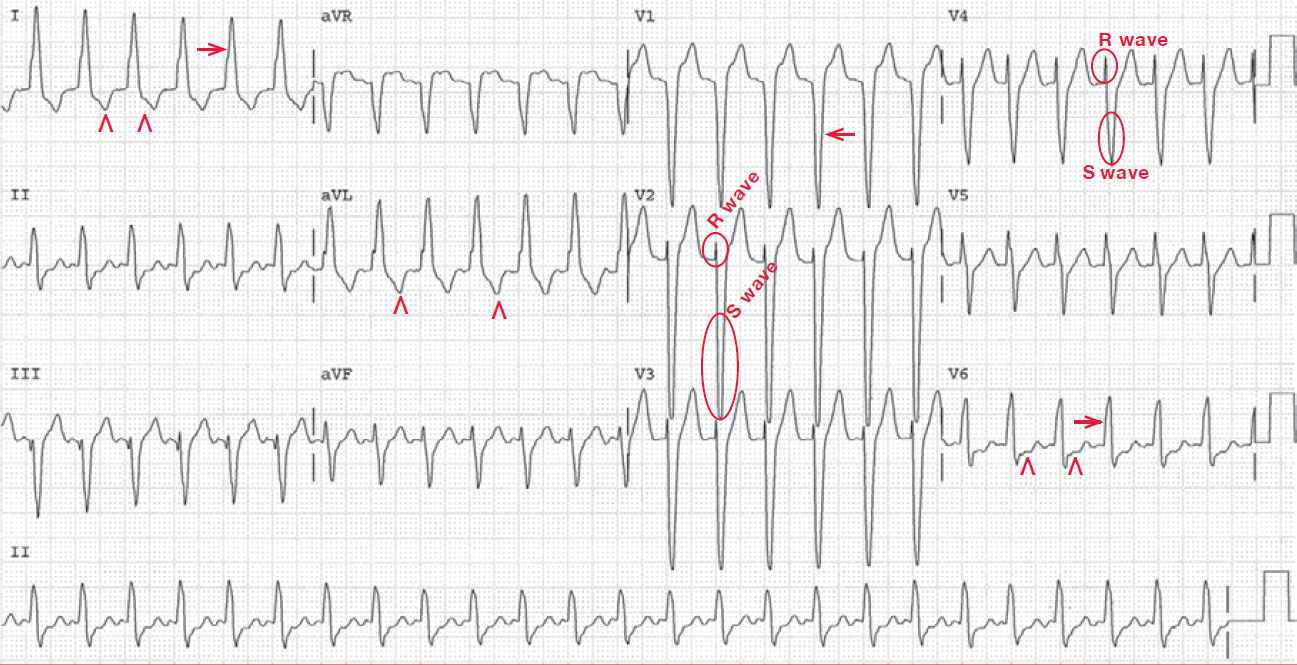 I
aVR
V1
V4
R wave
S wave
II
aVL
V2
V5
R wave
S wave
III
aVF
V3
V6
II